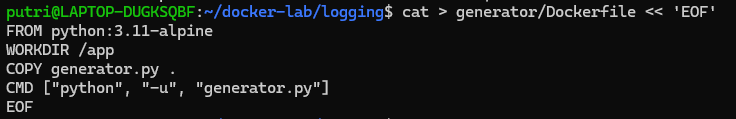 putri@LAPTOP-DUGKSQBF:~/docker-lab/logging$ cat > generator/Dockerfile << 'EOF'
FROM python:3.11-alpine
WORKDIR /app
COPY generator.py .
CMD ["python", "-u", "generator.py"]
EOF